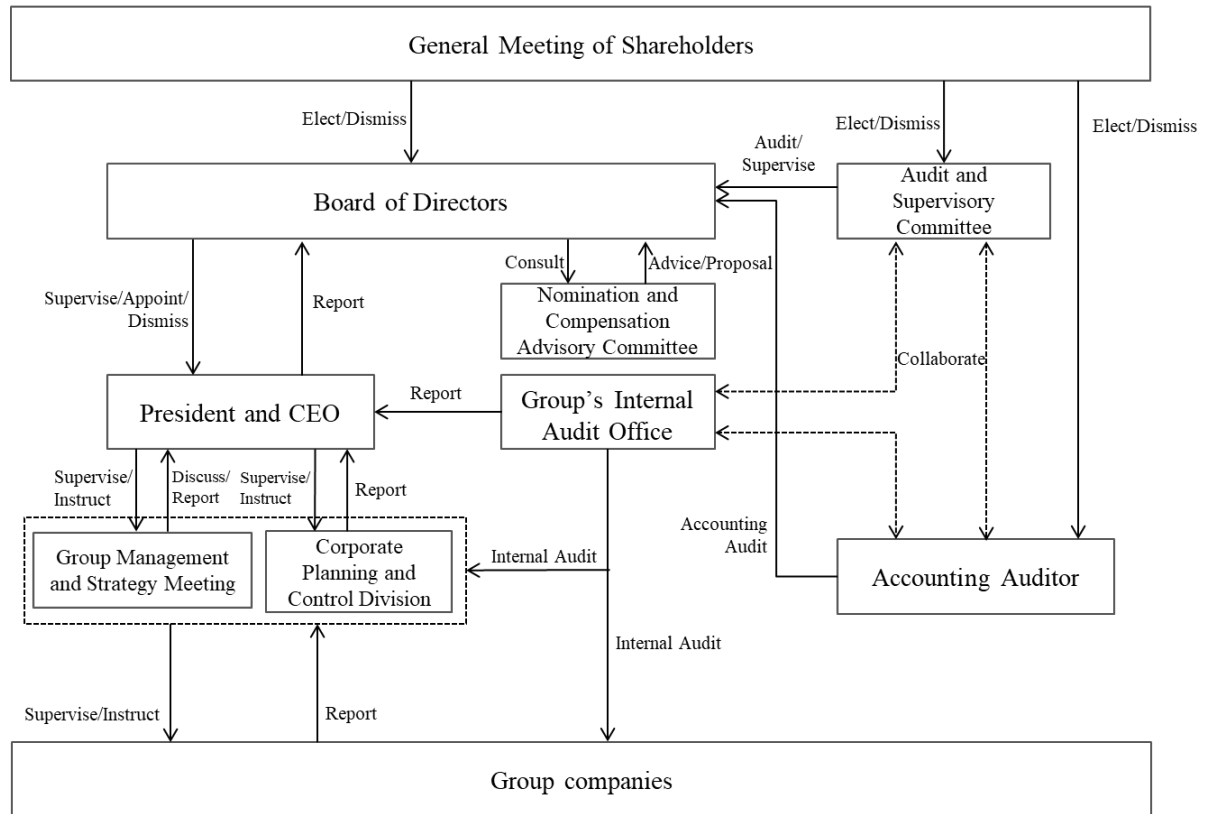 General Meeting of Shareholders
Elect/Dismiss
Elect/Dismiss
Elect/Dismiss
Audit/
Supervise
Board of Directors
Audit and
Supervisory
Committee
Consult
Advice/Proposal
Supervise/Appoint/
Dismiss
Report
Nomination and
Compensation
Advisory Committee
Collaborate
President and CEO
Report
Group's Internal
Audit Office
Supervise/
Instruct
Discuss/
Report
Supervise/
Instruct
Report
Group Management
and Strategy Meeting
Corporate
Planning and
Control Division
Internal Audit
Accounting
Audit
Accounting Auditor
Internal Audit
Supervise/Instruct
Report
Group companies